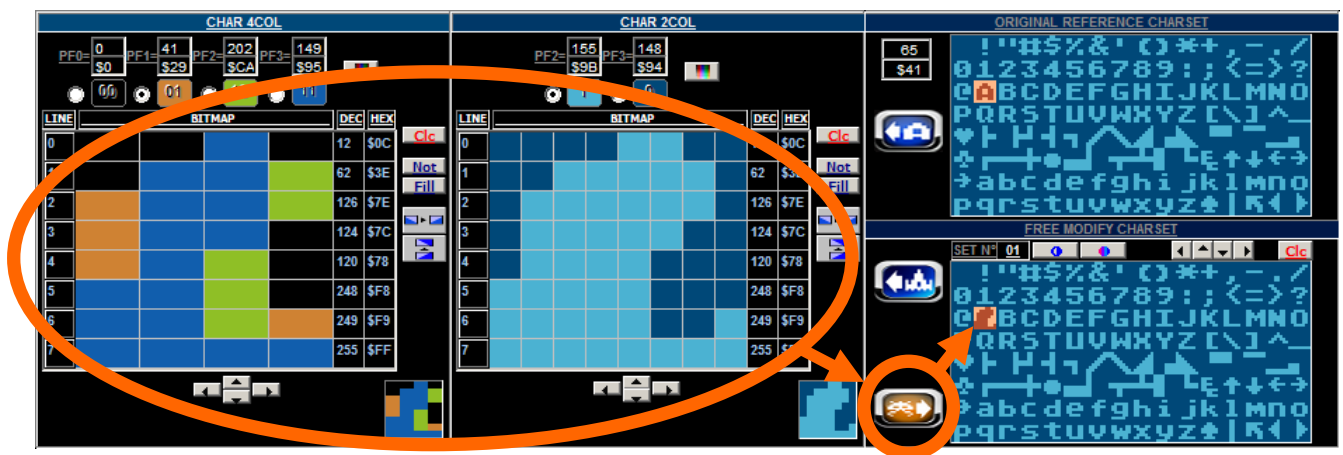 CHAR 4COL
PF0= 0 $0 PF1= 41 $29 PF2= 202 $CA PF3= 149 $95
00 01 11
LINE BITMAP DEC HEX
0 12 $0C Clc
62 $3E Not
Fill
2 126 $7E
3 124 $7C
4 120 $78
5 248 $F8
6 249 $F9
7 255 $FF
CHAR 2COL
PF2= 155 $9B PF3= 148 $94
LINE BITMAP DEC HEX
0 $0C Clc
1 62 Not
Fill
2 126 $7E
3 124 $7C
4 120 $78
5 248 $F8
6 249 $F9
7 255
ORIGINAL REFERENCE CHARSET
65
$41
!"#$%&'()*+,-./
0123456789:;<=>?
@ABCDEFGHIJKLMNO
PQRSTUVWXYZ[\]^_
abcdefghijklmno
pqrstuvwxyz
FREE MODIFY CHARSET
SET N° 01 Clc
!"#$%&'()*+,-./
0123456789:;<=>?
@BCDEFGHIJKLMNO
QRSTUVWXYZ[\]^_
abcdefghijklmno
pqrstuvwxyz